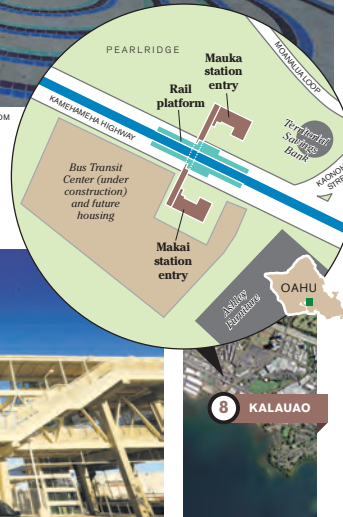 PEARLRIDGE
Mauka
station
entry
MOANALUA LOOP
Rail
platform
OM
KAMEHAMEHA HIGHWAY
Territorial
Savings
Bank
Bus Transit
Center (under
construction)
and future
housing
Makai
station
entry
OAHU
Ashley
Furniture
8 KALAUAO